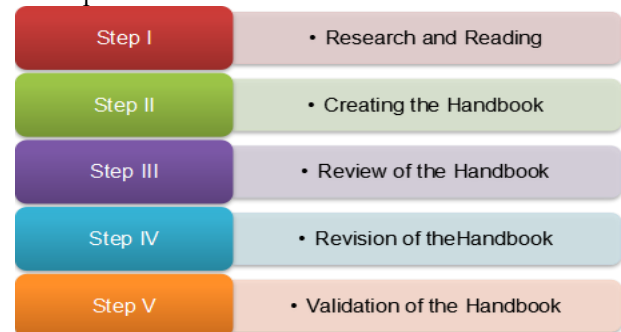 Step I
• Research and Reading
Step II
• Creating the Handbook
Step III
• Review of the Handbook
Step IV
• Revision of theHandbook
Step V
• Validation of the Handbook